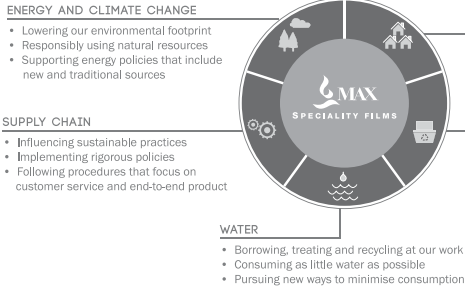 ENERGY AND CLIMATE CHANGE
• Lowering our environmental footprint
• Responsibly using natural resources
• Supporting energy policies that include
new and traditional sources
MAX
SPECIALITY FILMS
SUPPLY CHAIN
• Influencing sustainable practices
• Implementing rigorous policies
• Following procedures that focus on
customer service and end-to-end product
WATER
• Borrowing, treating and recycling at our work
• Consuming as little water as possible
• Pursuing new ways to minimise consumption